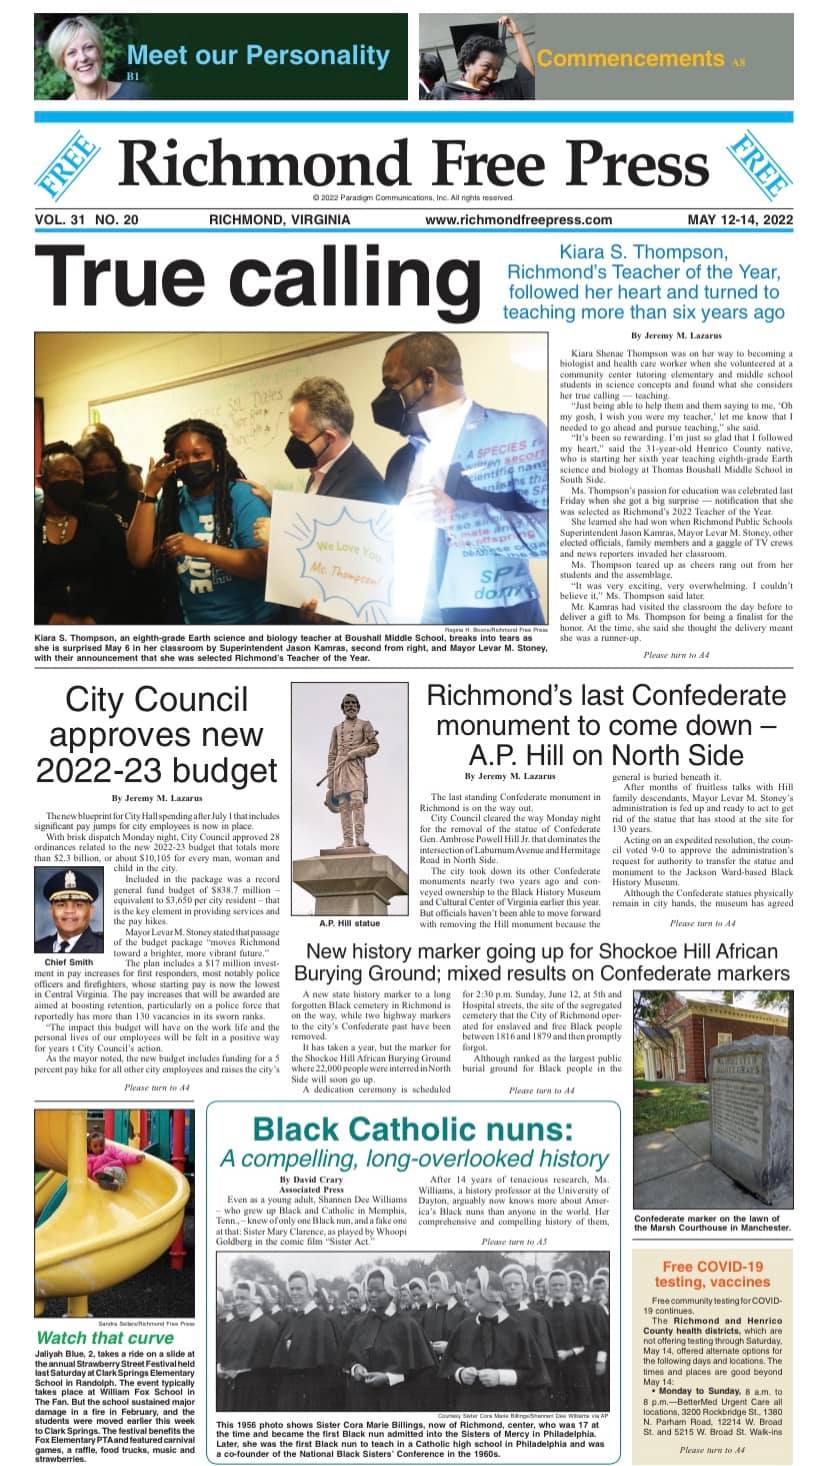 Meet our Personality
B1
Commencements A8
FREE
Richmond Free Press
FREE
© 2022 Paradigm Communications, Inc. All rights reserved.
VOL. 31 NO. 20 RICHMOND, VIRGINIA www.richmondfreepress.com MAY 12-14, 2022
True calling
Kiara S. Thompson,
Richmond's Teacher of the Year,
followed her heart and turned to
teaching more than six years ago
We Love You
Ms. Thompson!
Regina H. Boone/Richmond Free Press
Kiara S. Thompson, an eighth-grade Earth science and biology teacher at Boushall Middle School, breaks into tears as
she is surprised May 6 in her classroom by Superintendent Jason Kamras, second from right, and Mayor Levar M. Stoney,
with their announcement that she was selected Richmond's Teacher of the Year.
By Jeremy M. Lazarus
Kiara Shenae Thompson was on her way to becoming a
biologist and health care worker when she volunteered at a
community center tutoring elementary and middle school
students in science concepts and found what she considers
her true calling — teaching.
"Just being able to help them and them saying to me, 'Oh
my gosh, I wish you were my teacher,' let me know that I
needed to go ahead and pursue teaching," she said.
"It's been so rewarding. I'm just so glad that I followed
my heart," said the 31-year-old Henrico County native,
who is starting her sixth year teaching eighth-grade Earth
science and biology at Thomas Boushall Middle School in
South Side.
Ms. Thompson's passion for education was celebrated last
Friday when she got a big surprise — notification that she
was selected as Richmond's 2022 Teacher of the Year.
She learned she had won when Richmond Public Schools
Superintendent Jason Kamras, Mayor Levar M. Stoney, other
elected officials, family members and a gaggle of TV crews
and news reporters invaded her classroom.
Ms. Thompson teared up as cheers rang out from her
students and the assemblage.
"It was very exciting, very overwhelming. I couldn't
believe it," Ms. Thompson said later.
Mr. Kamras had visited the classroom the day before to
deliver a gift to Ms. Thompson for being a finalist for the
honor. At the time, she said she thought the delivery meant
she was a runner-up.
Please turn to A4
City Council
approves new
2022-23 budget
By Jeremy M. Lazarus
The new blueprint for City Hall spending after July 1 that includes
significant pay jumps for city employees is now in place.
With brisk dispatch Monday night, City Council approved 28
ordinances related to the new 2022-23 budget that totals more
than $2.3 billion, or about $10,105 for every man, woman and
child in the city.
Included in the package was a record
general fund budget of $838.7 million –
equivalent to $3,650 per city resident – that
is the key element in providing services and
the pay hikes.
Mayor Levar M. Stoney stated that passage
of the budget package "moves Richmond
toward a brighter, more vibrant future."
Chief Smith
The plan includes a $17 million invest-
ment in pay increases for first responders, most notably police
officers and firefighters, whose starting pay is now the lowest
in Central Virginia. The pay increases that will be awarded are
aimed at boosting retention, particularly on a police force that
reportedly has more than 130 vacancies in its sworn ranks.
"The impact this budget will have on the work life and the
personal lives of our employees will be felt in a positive way
for years t City Council's action.
As the mayor noted, the new budget includes funding for a 5
percent pay hike for all other city employees and raises the city's
Please turn to A4
A.P. Hill statue
Richmond's last Confederate
monument to come down –
A.P. Hill on North Side
By Jeremy M. Lazarus
The last standing Confederate monument in
Richmond is on the way out.
City Council cleared the way Monday night
for the removal of the statue of Confederate
Gen. Ambrose Powell Hill Jr. that dominates the
intersection of Laburnum Avenue and Hermitage
Road in North Side.
The city took down its other Confederate
monuments nearly two years ago and con-
veyed ownership to the Black History Museum
and Cultural Center of Virginia earlier this year.
But officials haven't been able to move forward
with removing the Hill monument because the
general is buried beneath it.
After months of fruitless talks with Hill
family descendants, Mayor Levar M. Stoney's
administration is fed up and ready to act to get
rid of the statue that has stood at the site for
130 years.
Acting on an expedited resolution, the coun-
cil voted 9-0 to approve the administration's
request for authority to transfer the statue and
monument to the Jackson Ward-based Black
History Museum.
Although the Confederate statues physically
remain in city hands, the museum has agreed
Please turn to A4
New history marker going up for Shockoe Hill African
Burying Ground; mixed results on Confederate markers
A new state history marker to a long
forgotten Black cemetery in Richmond is
on the way, while two highway markers
to the city's Confederate past have been
removed.
It has taken a year, but the marker for
the Shockoe Hill African Burying Ground
where 22,000 people were interred in North
Side will soon go up.
A dedication ceremony is scheduled
for 2:30 p.m. Sunday, June 12, at 5th and
Hospital streets, the site of the segregated
cemetery that the City of Richmond oper-
ated for enslaved and free Black people
between 1816 and 1879 and then promptly
forgot.
Although ranked as the largest public
burial ground for Black people in the
Please turn to A4
Confederate marker on the lawn of
the Marsh Courthouse in Manchester.
Sandra Sellars/Richmond Free Press
Watch that curve
Jaliyah Blue, 2, takes a ride on a slide at
the annual Strawberry Street Festival held
last Saturday at Clark Springs Elementary
School in Randolph. The event typically
takes place at William Fox School in
The Fan. But the school sustained major
damage in a fire in February, and the
students were moved earlier this week
to Clark Springs. The festival benefits the
Fox Elementary PTA and featured carnival
games, a raffle, food trucks, music and
strawberries.
Black Catholic nuns:
A compelling, long-overlooked history
By David Crary
Associated Press
Even as a young adult, Shannen Dee Williams
– who grew up Black and Catholic in Memphis,
Tenn., – knew of only one Black nun, and a fake one
at that: Sister Mary Clarence, as played by Whoopi
Goldberg in the comic film "Sister Act."
After 14 years of tenacious research, Ms.
Williams, a history professor at the University of
Dayton, arguably now knows more about Amer-
ica's Black nuns than anyone in the world. Her
comprehensive and compelling history of them,
Please turn to A5
Courtesy Sister Cora Marie Billings/Shannen Dee Williams via AP
This 1956 photo shows Sister Cora Marie Billings, now of Richmond, center, who was 17 at
the time and became the first Black nun admitted into the Sisters of Mercy in Philadelphia.
Later, she was the first Black nun to teach in a Catholic high school in Philadelphia and was
a co-founder of the National Black Sisters' Conference in the 1960s.
Free COVID-19
testing, vaccines
Free community testing for COVID-
19 continues.
The Richmond and Henrico
County health districts, which are
not offering testing through Saturday,
May 14, offered alternate options for
the following days and locations. The
times and places are good beyond
May 14:
• Monday to Sunday, 8 a.m. to
8 p.m.—BetterMed Urgent Care all
locations, 3200 Rockbridge St., 1380
N. Parham Road, 12214 W. Broad
St. and 5215 W. Broad St. Walk-ins
Please turn to A4